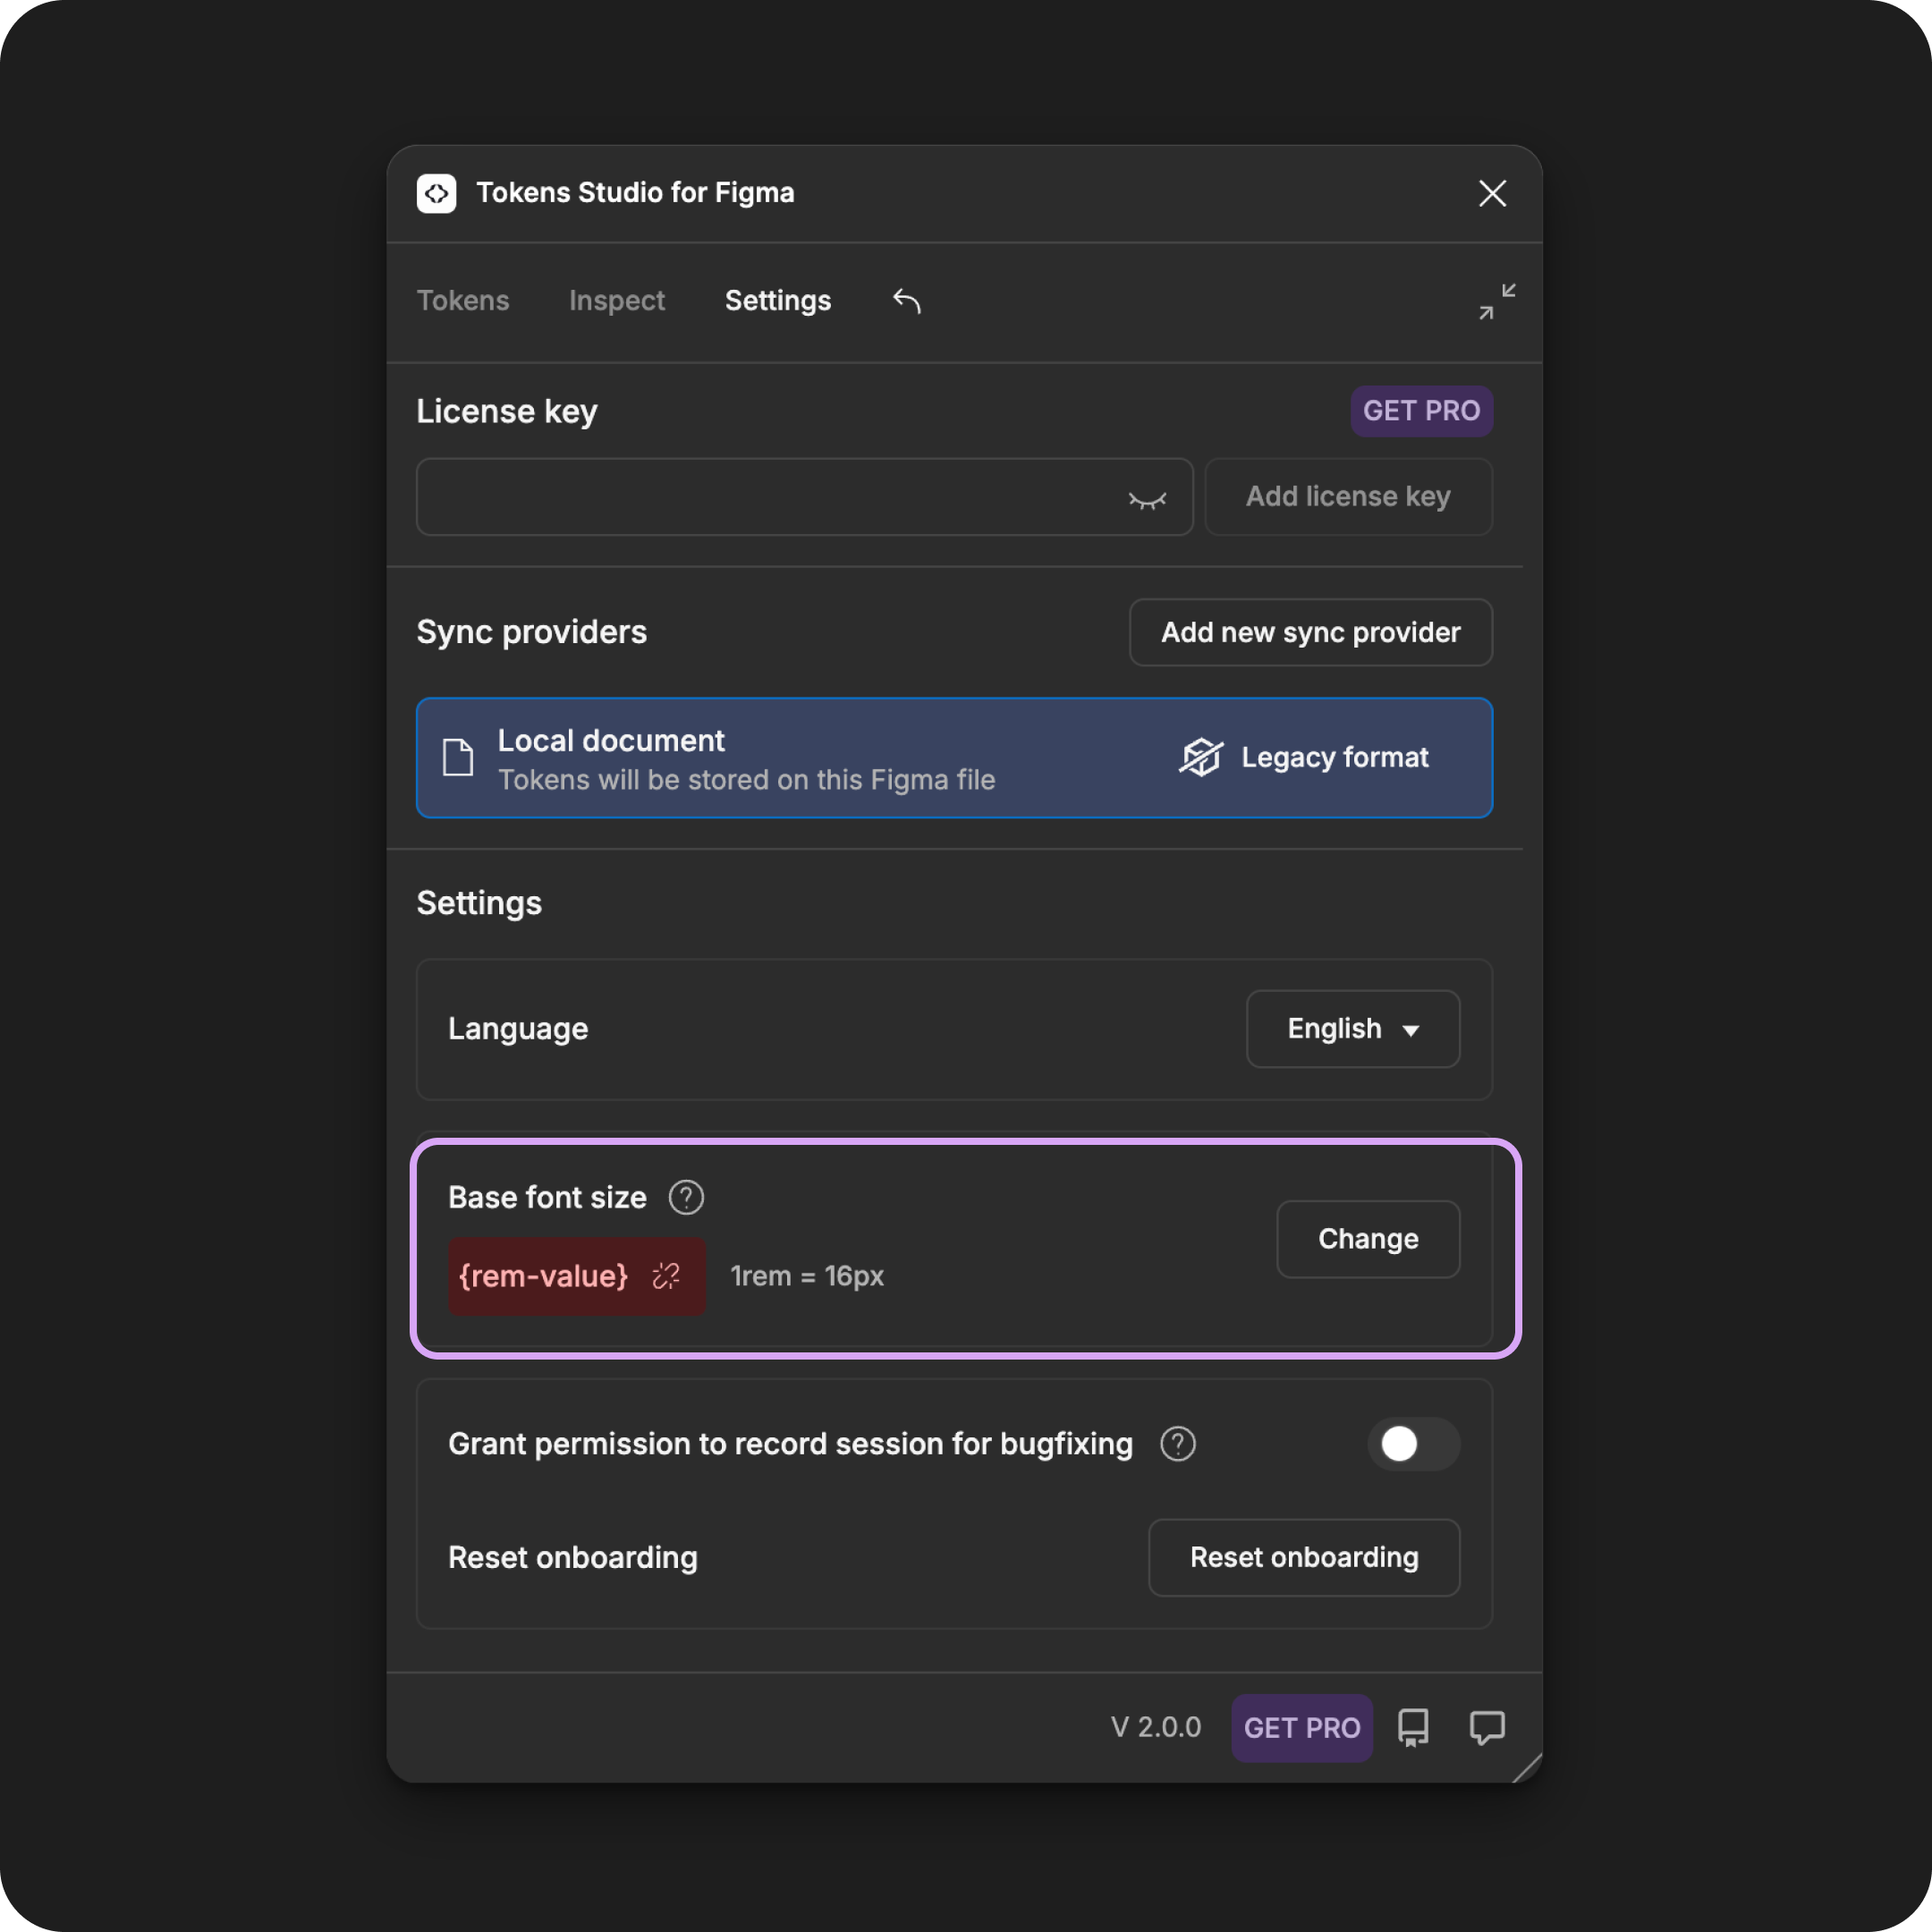 Tokens Studio for Figma
Tokens Inspect Settings
License key GET PRO
Add license key
Sync providers Add new sync provider
Local document
Tokens will be stored on this Figma file
Legacy format
Settings
Language English
Base font size ?
{rem-value} 1rem = 16px
Change
Grant permission to record session for bugfixing ?
Reset onboarding Reset onboarding
V 2.0.0 GET PRO